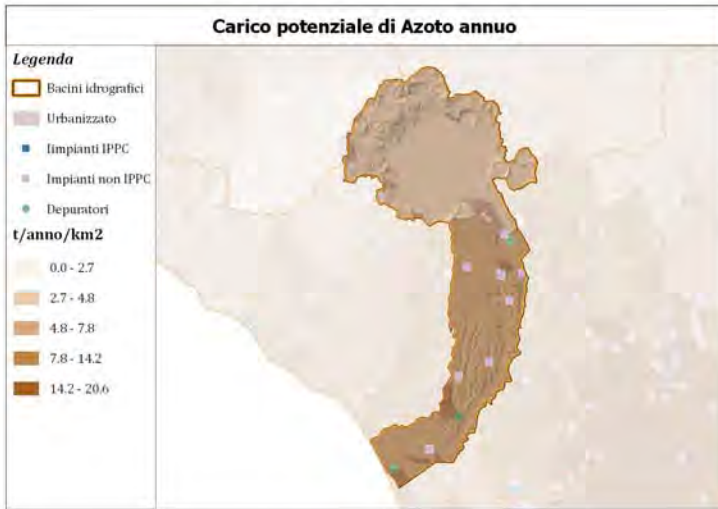 Carico potenziale di Azoto annuo
Legenda
Bacini idrografici
Urbanizzato
Iimpianti IPPC
Impianti non IPPC
Depuratori
t/anno/km2
0.0 - 2.7
2.7 - 4.8
4.8 - 7.8
7.8 - 14.2
14.2 - 20.6